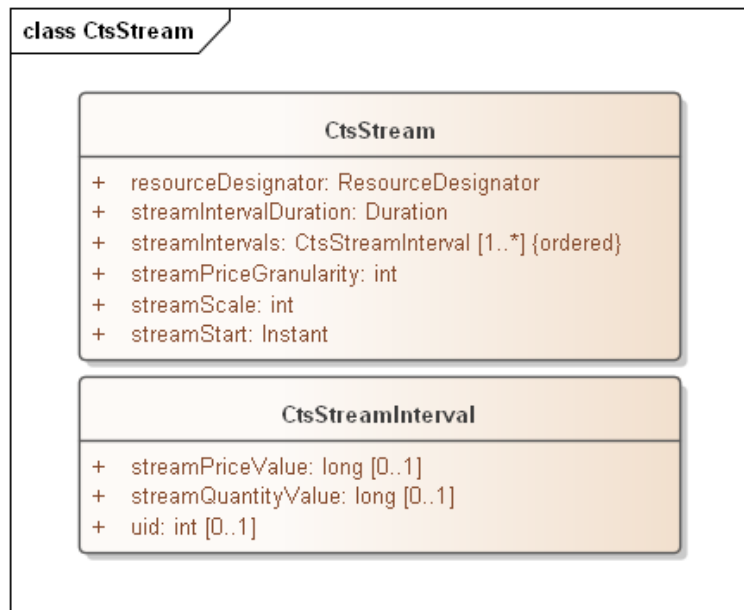 class CtsStream
CtsStream
+ resourceDesignator: ResourceDesignator
+ streamIntervalDuration: Duration
+ streamIntervals: CtsStreamInterval [1..*] {ordered}
+ streamPriceGranularity: int
+ streamScale: int
+ streamStart: Instant
CtsStreamInterval
+ streamPriceValue: long [0..1]
+ streamQuantityValue: long [0..1]
+ uid: int [0..1]